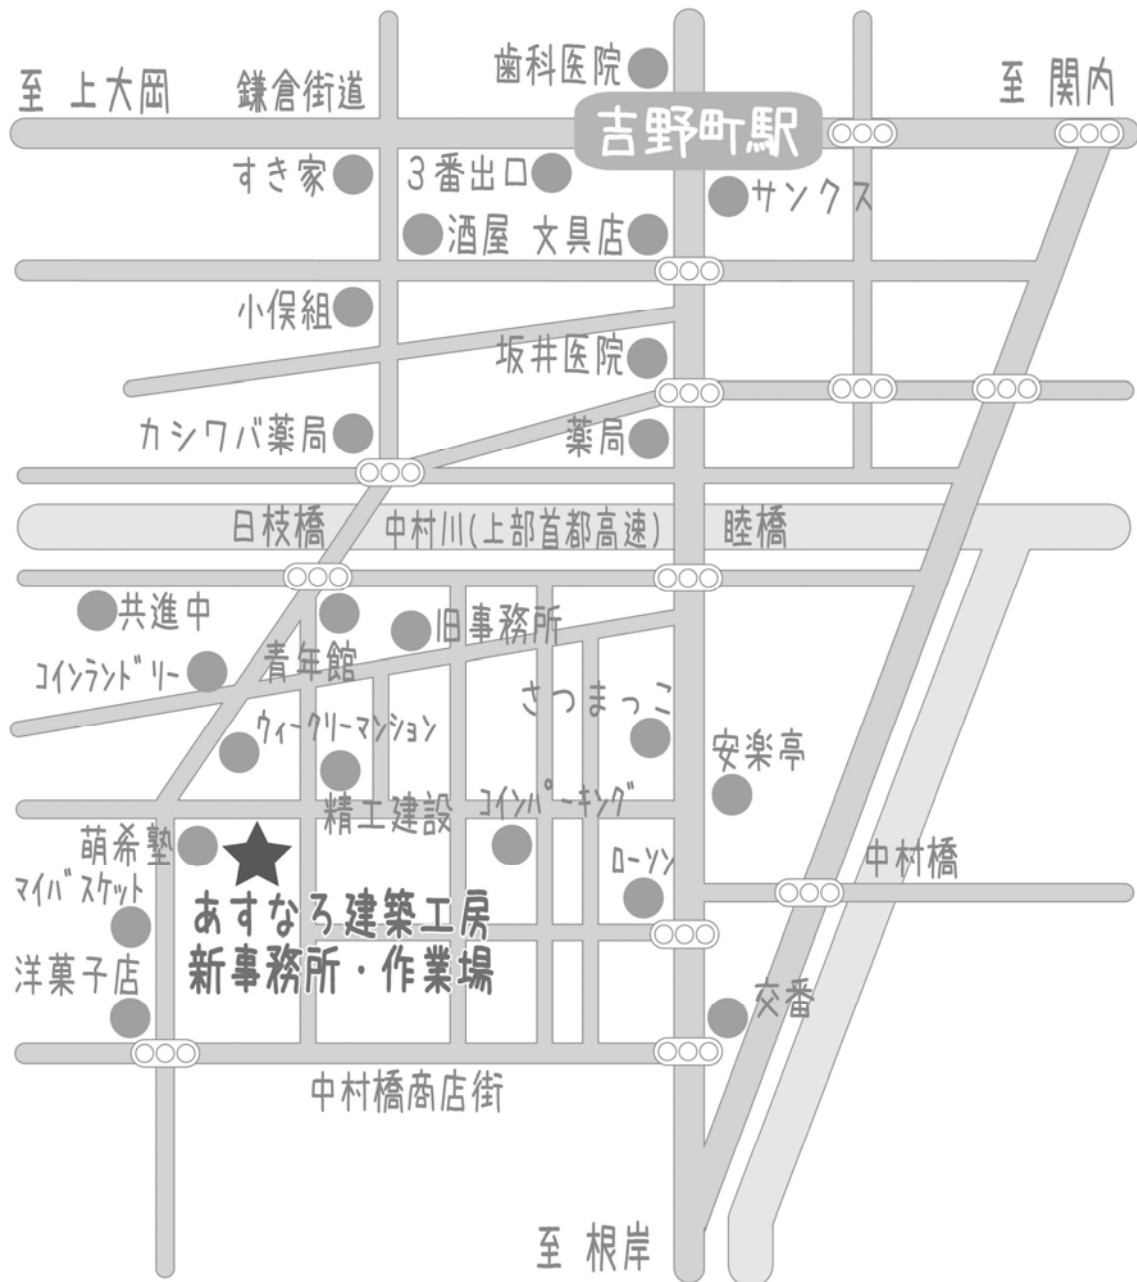 歯科医院
至 上大岡
鎌倉街道
至 関内
吉野町駅
すき家
3番出口
サンクス
酒屋
文具店
小俣組
坂井医院
カシワバ薬局
薬局
日枝橋
中村川(上部首都高速)
睦橋
共進中
旧事務所
青年館
コインランドリー
さつまっこ
ウィークリーマンション
安楽亭
精工建設
コインパーキング
萌希塾
ローソン
中村橋
マイバスケット
あすなろ建築工房
新事務所・作業場
洋菓子店
交番
中村橋商店街
至 根岸